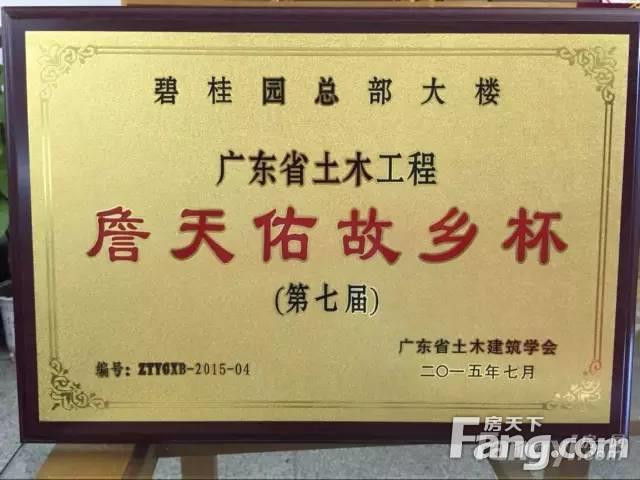 碧桂园总部大楼
广东省土木工程
詹天佑故乡杯
(第七届)
广东省土木建筑学会
编号：ZTYGXB-2015-04
二〇一五年七月
房天下
Fang.com